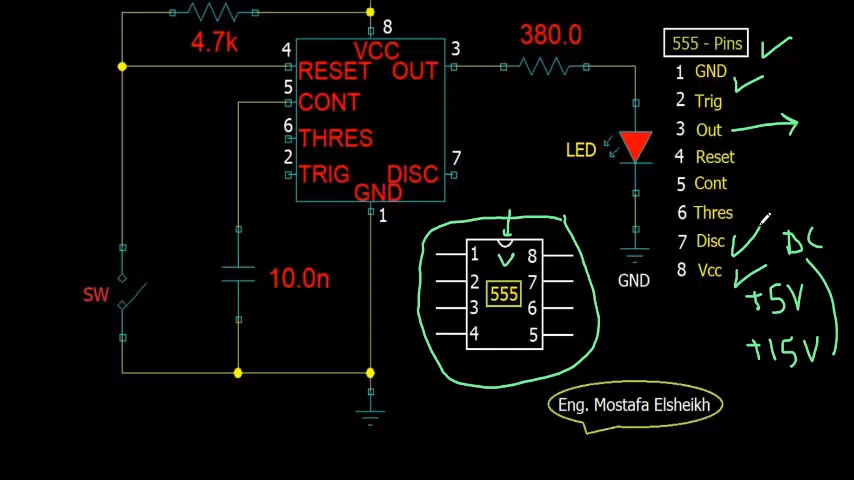 4.7k
8
VCC
4
RESET
3
OUT
5
CONT
6
THRES
2
TRIG
7
DISC
GND
1
380.0
LED
GND
SW
10.0n
1
2
3
4
555
8
7
6
5
555 - Pins
1 GND
2 Trig
3 Out
4 Reset
5 Cont
6 Thres
7 Disc
8 Vcc
DC
+5V
+15V
Eng. Mostafa Elsheikh